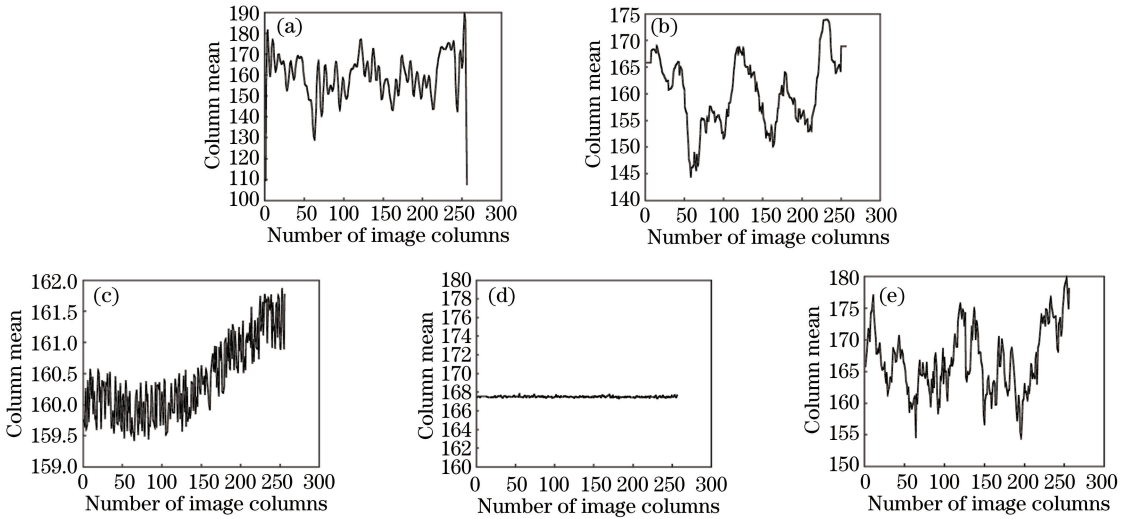 (a)
190
180
170
160
150
140
130
120
110
100
Column mean
0 50 100 150 200 250 300
Number of image columns
(b)
175
170
165
160
155
150
145
140
Column mean
0 50 100 150 200 250 300
Number of image columns
(c)
162.0
161.5
161.0
160.5
160.0
159.5
159.0
Column mean
0 50 100 150 200 250 300
Number of image columns
(d)
180
178
176
174
172
170
168
166
164
162
160
Column mean
0 50 100 150 200 250 300
Number of image columns
(e)
180
175
170
165
160
155
150
Column mean
0 50 100 150 200 250 300
Number of image columns